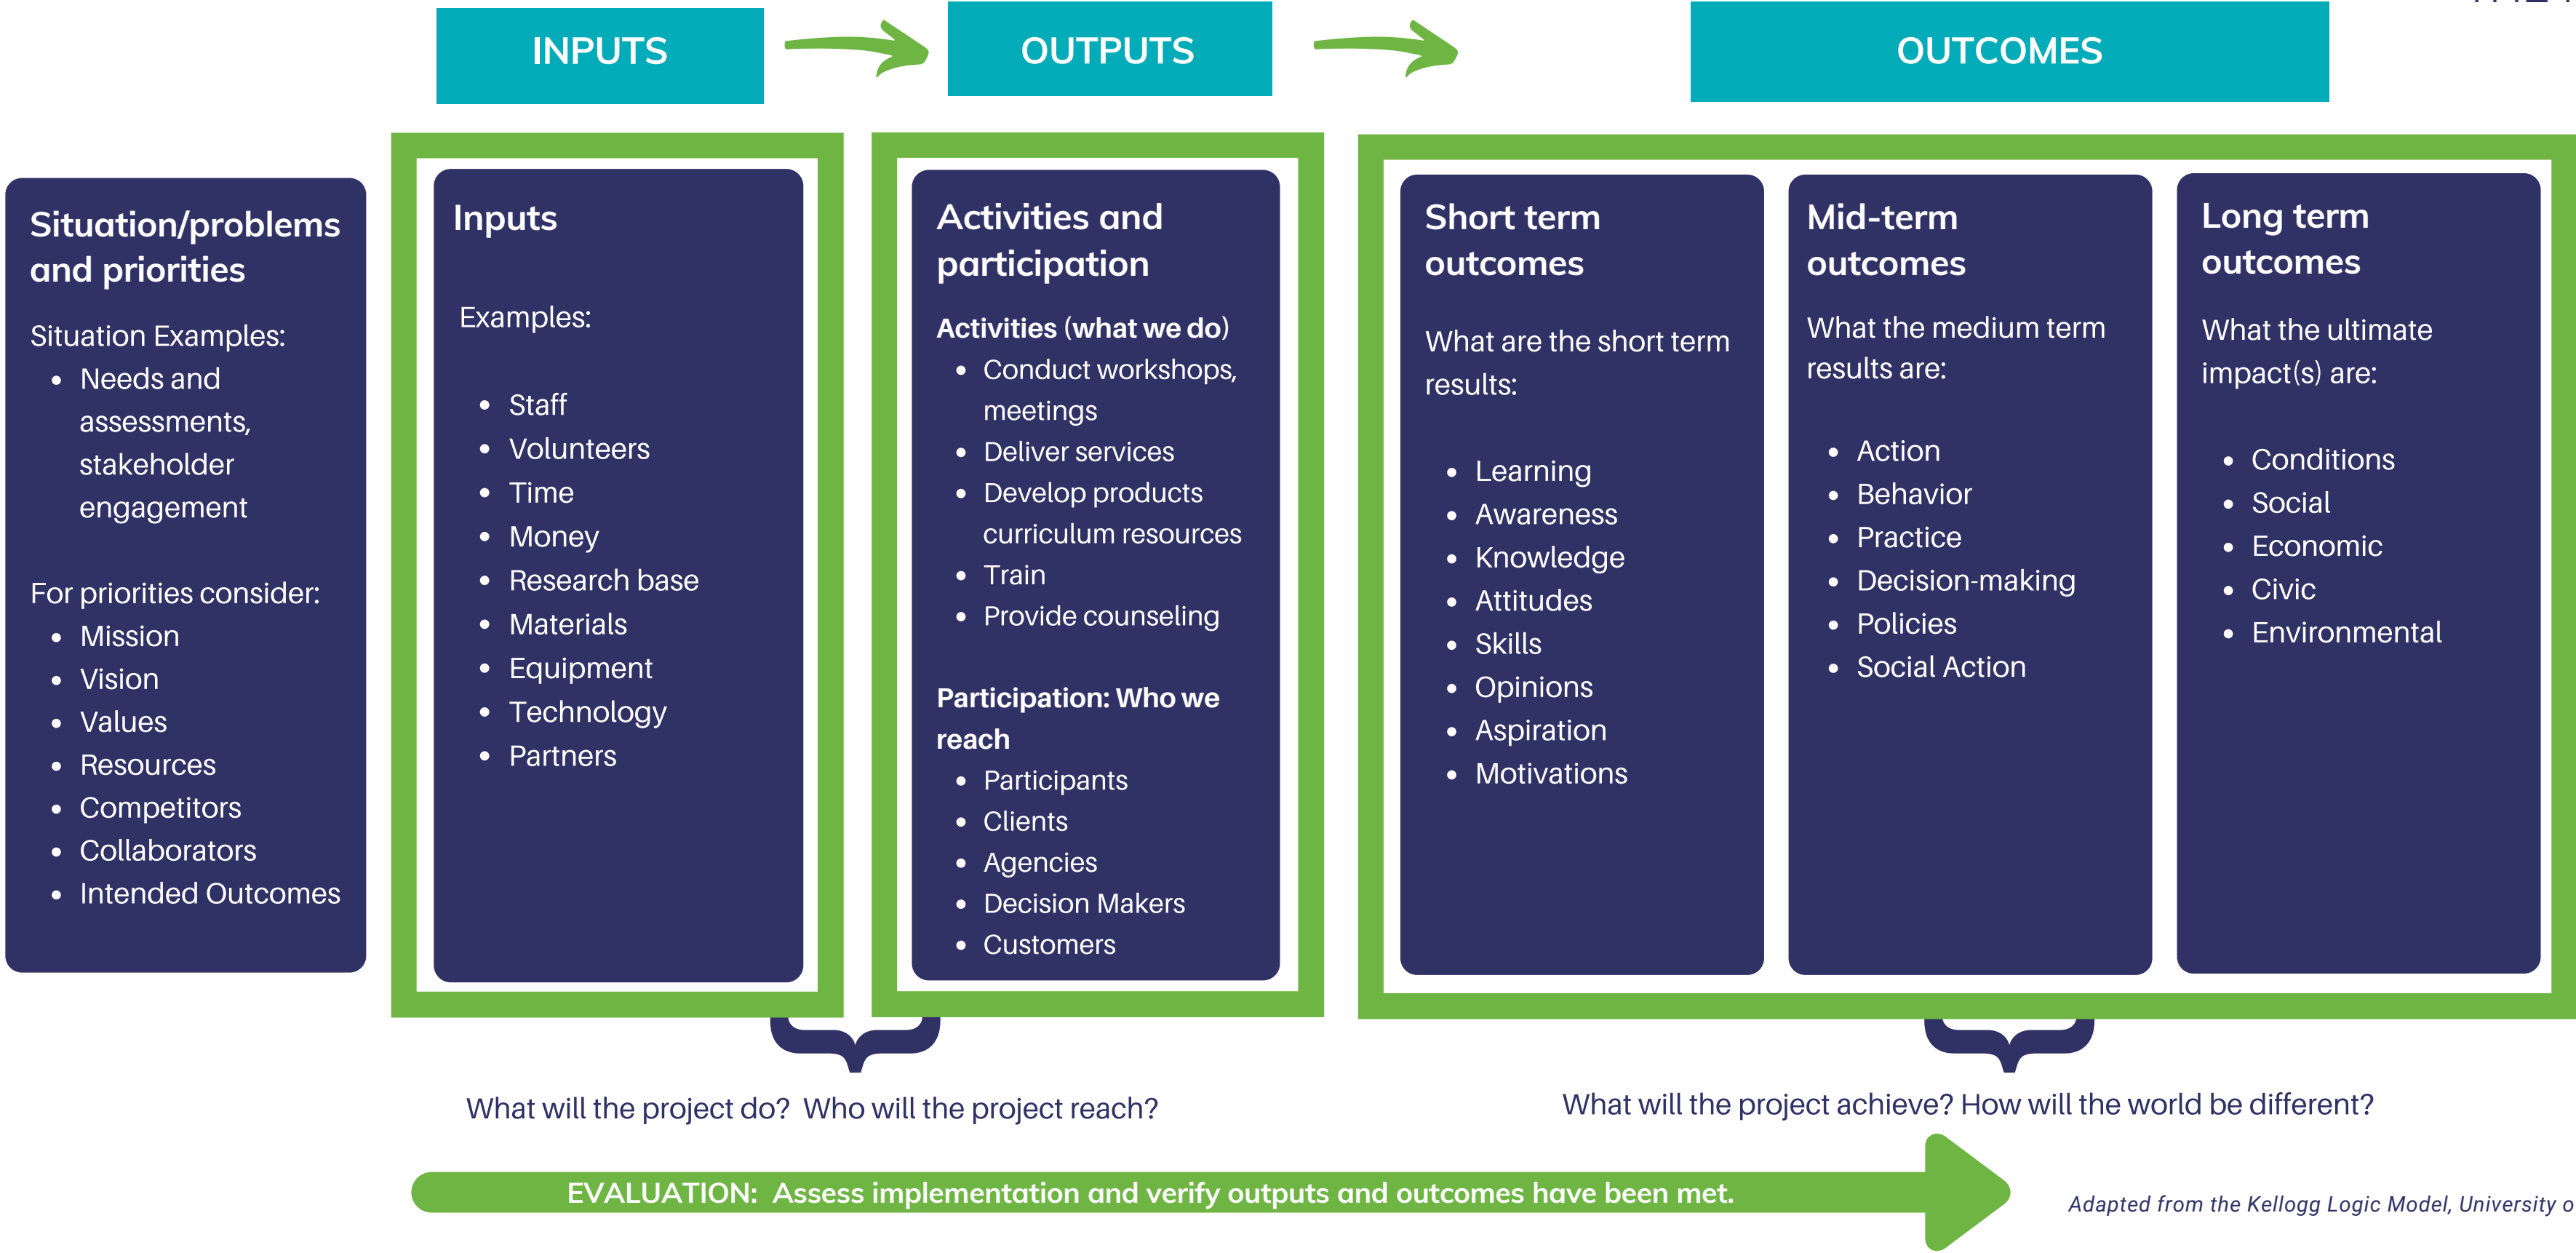 INPUTS
OUTPUTS
OUTCOMES
Situation/problems
and priorities
Situation Examples:
• Needs and
assessments,
stakeholder
engagement
For priorities consider:
• Mission
• Vision
• Values
• Resources
• Competitors
• Collaborators
• Intended Outcomes
Inputs
Examples:
• Staff
• Volunteers
• Time
• Money
• Research base
• Materials
• Equipment
• Technology
• Partners
Activities and
participation
Activities (what we do)
• Conduct workshops,
meetings
• Deliver services
• Develop products
curriculum resources
• Train
• Provide counseling
Participation: Who we
reach
• Participants
• Clients
• Agencies
• Decision Makers
• Customers
Short term
outcomes
What are the short term
results:
• Learning
• Awareness
• Knowledge
• Attitudes
• Skills
• Opinions
• Aspiration
• Motivations
Mid-term
outcomes
What the medium term
results are:
• Action
• Behavior
• Practice
• Decision-making
• Policies
• Social Action
Long term
outcomes
What the ultimate
impact(s) are:
• Conditions
• Social
• Economic
• Civic
• Environmental
What will the project do? Who will the project reach?
What will the project achieve? How will the world be different?
EVALUATION: Assess implementation and verify outputs and outcomes have been met.
Adapted from the Kellogg Logic Model, University